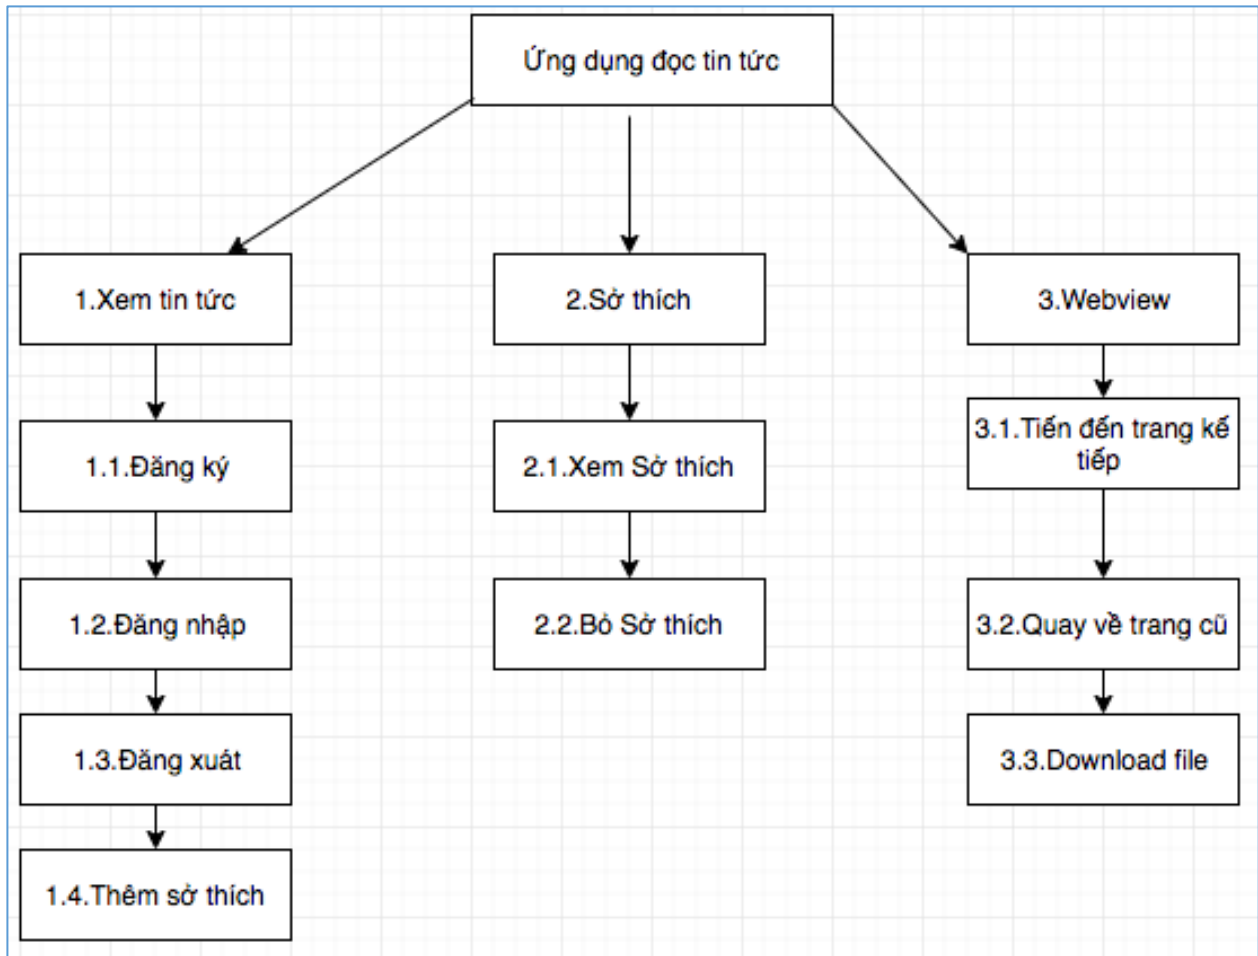 Ứng dụng đọc tin tức
1.Xem tin tức
2.Sở thích
3.Webview
1.1.Đăng ký
2.1.Xem Sở thích
3.1.Tiến đến trang kế
tiếp
1.2.Đăng nhập
2.2.Bỏ Sở thích
3.2.Quay về trang cũ
1.3.Đăng xuát
3.3.Download file
1.4.Thêm sở thích